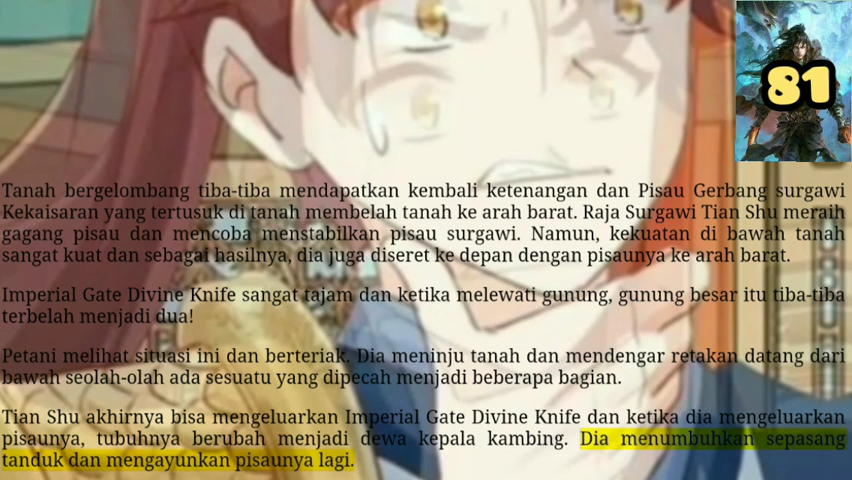 81
Tanah bergelombang tiba-tiba mendapatkan kembali ketenangan dan Pisau Gerbang surgawi
Kekaisaran yang tertusuk di tanah membelah tanah ke arah barat. Raja Surgawi Tian Shu meraih
gagang pisau dan mencoba menstabilkan pisau surgawi. Namun, kekuatan di bawah tanah
sangat kuat dan sebagai hasilnya, dia juga diseret ke depan dengan pisaunya ke arah barat.
Imperial Gate Divine Knife sangat tajam dan ketika melewati gunung, gunung besar itu tiba-tiba
terbelah menjadi dua!
Petani melihat situasi ini dan berteriak. Dia meninju tanah dan mendengar retakan datang dari
bawah seolah-olah ada sesuatu yang dipecah menjadi beberapa bagian.
Tian Shu akhirnya bisa mengeluarkan Imperial Gate Divine Knife dan ketika dia mengeluarkan
pisaunya, tubuhnya berubah menjadi dewa kepala kambing. Dia menumbuhkan sepasang
tanduk dan mengayunkan pisaunya lagi.